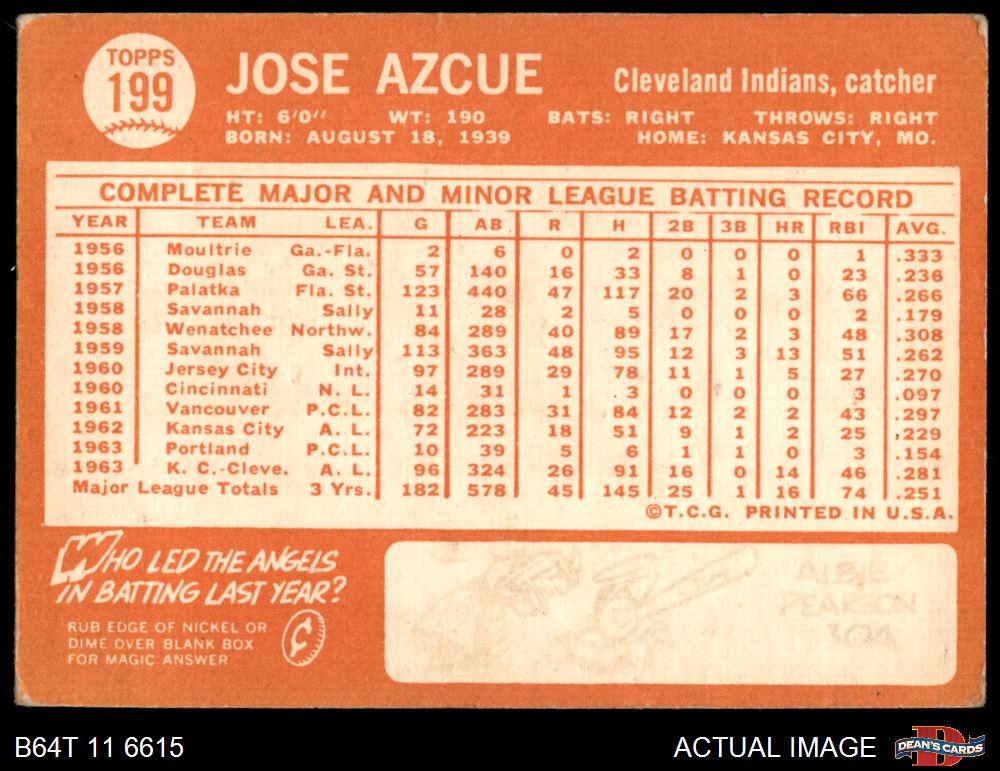 TOPPS
199
JOSE AZCUE
Cleveland Indians, catcher
HT: 6'0" WT: 190 BATS: RIGHT THROWS: RIGHT
BORN: AUGUST 18, 1939 HOME: KANSAS CITY, MO.
COMPLETE MAJOR AND MINOR LEAGUE BATTING RECORD
YEAR TEAM LEA. G AB R H 2B 3B HR RBI AVG.
1956 Moultrie Ga.-Fla. 2 6 0 2 0 0 0 1 .333
1956 Douglas Ga. St. 57 140 16 33 8 1 0 23 .236
1957 Palatka Fla. St. 123 440 47 117 20 2 3 66 .266
1958 Savannah Sally 11 28 2 5 0 0 0 2 .179
1958 Wenatchee Northw. 84 289 40 89 17 2 3 48 .308
1959 Savannah Sally 113 363 48 95 12 3 13 51 .262
1960 Jersey City Int. 97 289 29 78 11 1 5 27 .270
1960 Cincinnati N. L. 14 31 1 3 0 0 0 3 .097
1961 Vancouver P.C.L. 82 283 31 84 12 2 2 43 .297
1962 Kansas City A. L. 72 223 18 51 9 1 2 25 .229
1963 Portland P.C.L. 10 39 5 6 1 1 0 3 .154
1963 K. C.-Cleve. A. L. 96 324 26 91 16 0 14 46 .281
Major League Totals 3 Yrs. 182 578 45 145 25 1 16 74 .251
©T.C.G. PRINTED IN U.S.A.
WHO LED THE ANGELS
IN BATTING LAST YEAR?
RUB EDGE OF NICKEL OR
DIME OVER BLANK BOX
FOR MAGIC ANSWER
¢
ALBIE
PEARSON
.304
B64T 11 6615
ACTUAL IMAGE
D
DEAN'S CARDS